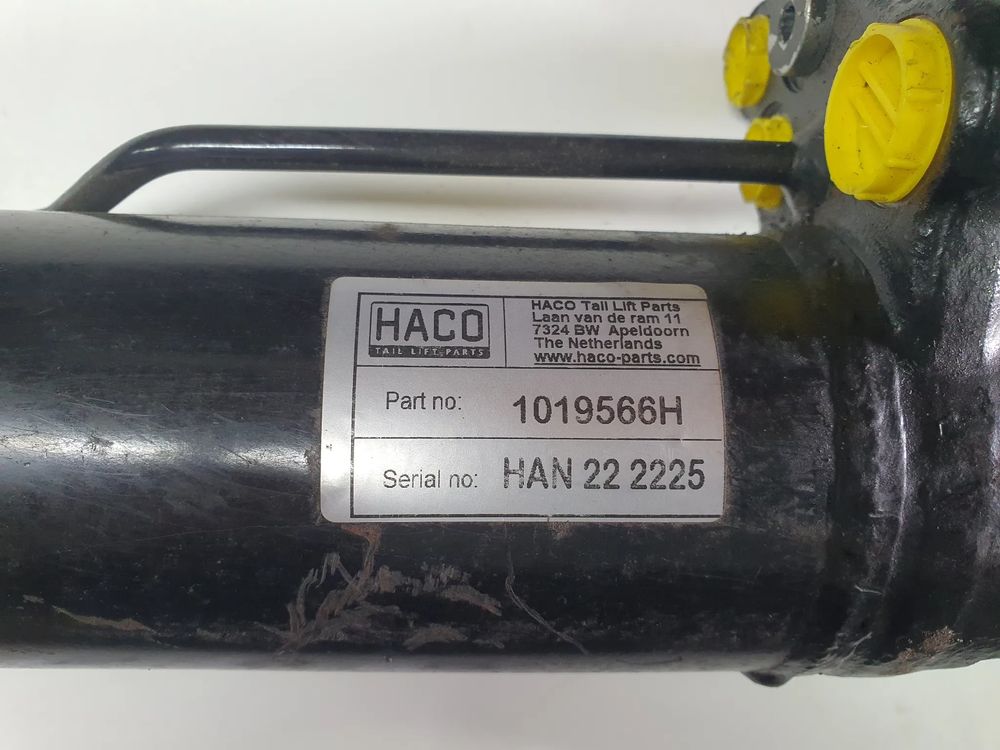 HACO
TAIL LIFT PARTS
HACO Tail Lift Parts
Laan van de ram 11
7324 BW Apeldoorn
The Netherlands
www.haco-parts.com
Part no: 1019566H
Serial no: HAN 22 2225